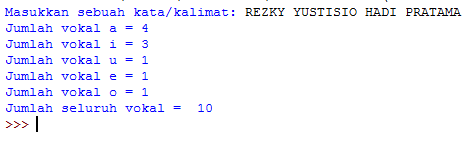 Masukkan sebuah kata/kalimat: REZKY YUSTISIO HADI PRATAMA
Jumlah vokal a = 4
Jumlah vokal i = 3
Jumlah vokal u = 1
Jumlah vokal e = 1
Jumlah vokal o = 1
Jumlah seluruh vokal =  10
>>>